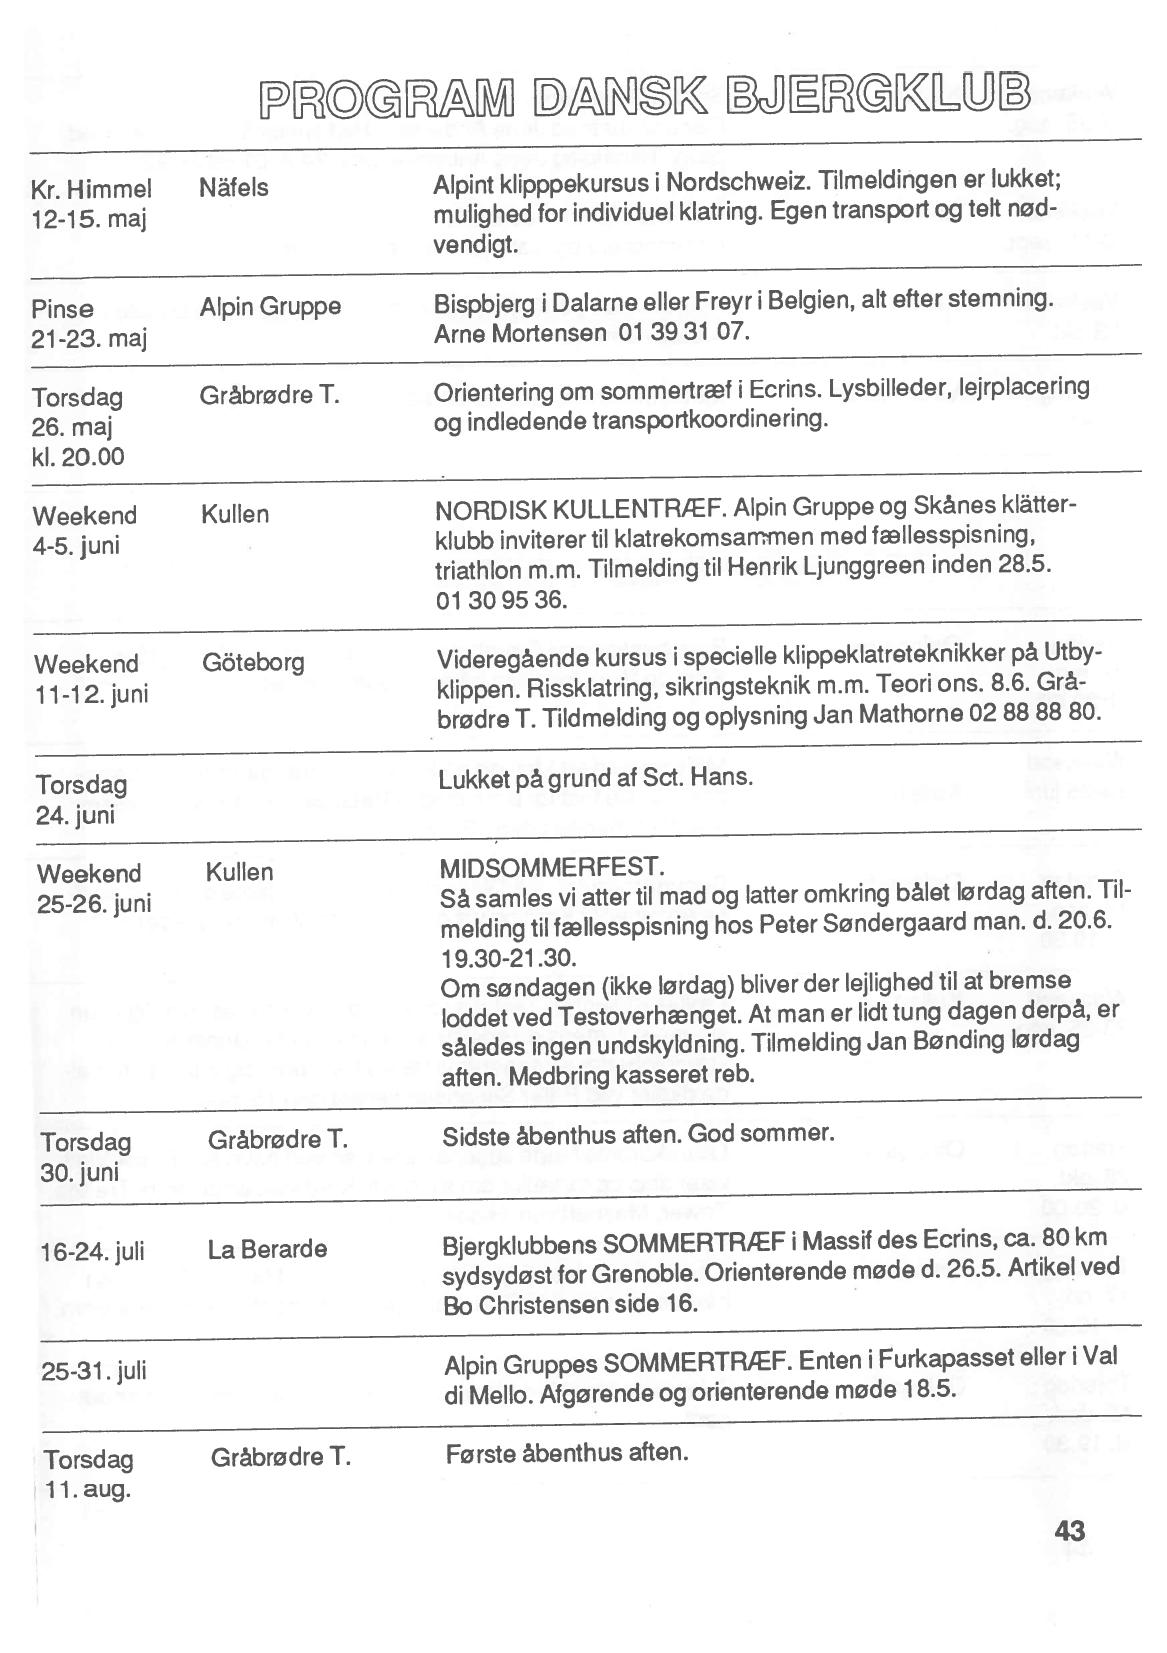 PROGRAM DANSK BJERGKLUB
Kr. Himmel Näfels Alpint klipppekursus i Nordschweiz. Tilmeldingen er lukket;
12-15. maj mulighed for individuel klatring. Egen transport og telt nød-
vendigt.
Pinse Alpin Gruppe Bispbjerg i Dalarne eller Freyr i Belgien, alt efter stemning.
21-23. maj Arne Mortensen 01 39 31 07.
Torsdag Gråbrødre T. Orientering om sommertræf i Ecrins. Lysbilleder, lejrplacering
26. maj og indledende transportkoordinering.
kl. 20.00
Weekend Kullen NORDISK KULLENTRÆF. Alpin Gruppe og Skånes klätter-
4-5. juni klubb inviterer til klatrekomsammen med fællesspisning,
triathlon m.m. Tilmelding til Henrik Ljunggreen inden 28.5.
01 30 95 36.
Weekend Göteborg Videregående kursus i specielle klippeklatreteknikker på Utby-
11-12. juni klippen. Rissklatring, sikringsteknik m.m. Teori ons. 8.6. Grå-
brødre T. Tildmelding og oplysning Jan Mathorne 02 88 88 80.
Torsdag Lukket på grund af Sct. Hans.
24. juni
Weekend Kullen MIDSOMMERFEST.
25-26. juni Så samles vi atter til mad og latter omkring bålet lørdag aften. Til-
melding til fællesspisning hos Peter Søndergaard man. d. 20.6.
19.30-21.30.
Om søndagen (ikke lørdag) bliver der lejlighed til at bremse
loddet ved Testoverhænget. At man er lidt tung dagen derpå, er
således ingen undskyldning. Tilmelding Jan Bønding lørdag
aften. Medbring kasseret reb.
Torsdag Gråbrødre T. Sidste åbenthus aften. God sommer.
30. juni
16-24. juli La Berarde Bjergklubbens SOMMERTRÆF i Massif des Ecrins, ca. 80 km
sydsydøst for Grenoble. Orienterende møde d. 26.5. Artikel ved
Bo Christensen side 16.
25-31. juli Alpin Gruppes SOMMERTRÆF. Enten i Furkapasset eller i Val
di Mello. Afgørende og orienterende møde 18.5.
Torsdag Gråbrødre T. Første åbenthus aften.
11. aug.
43